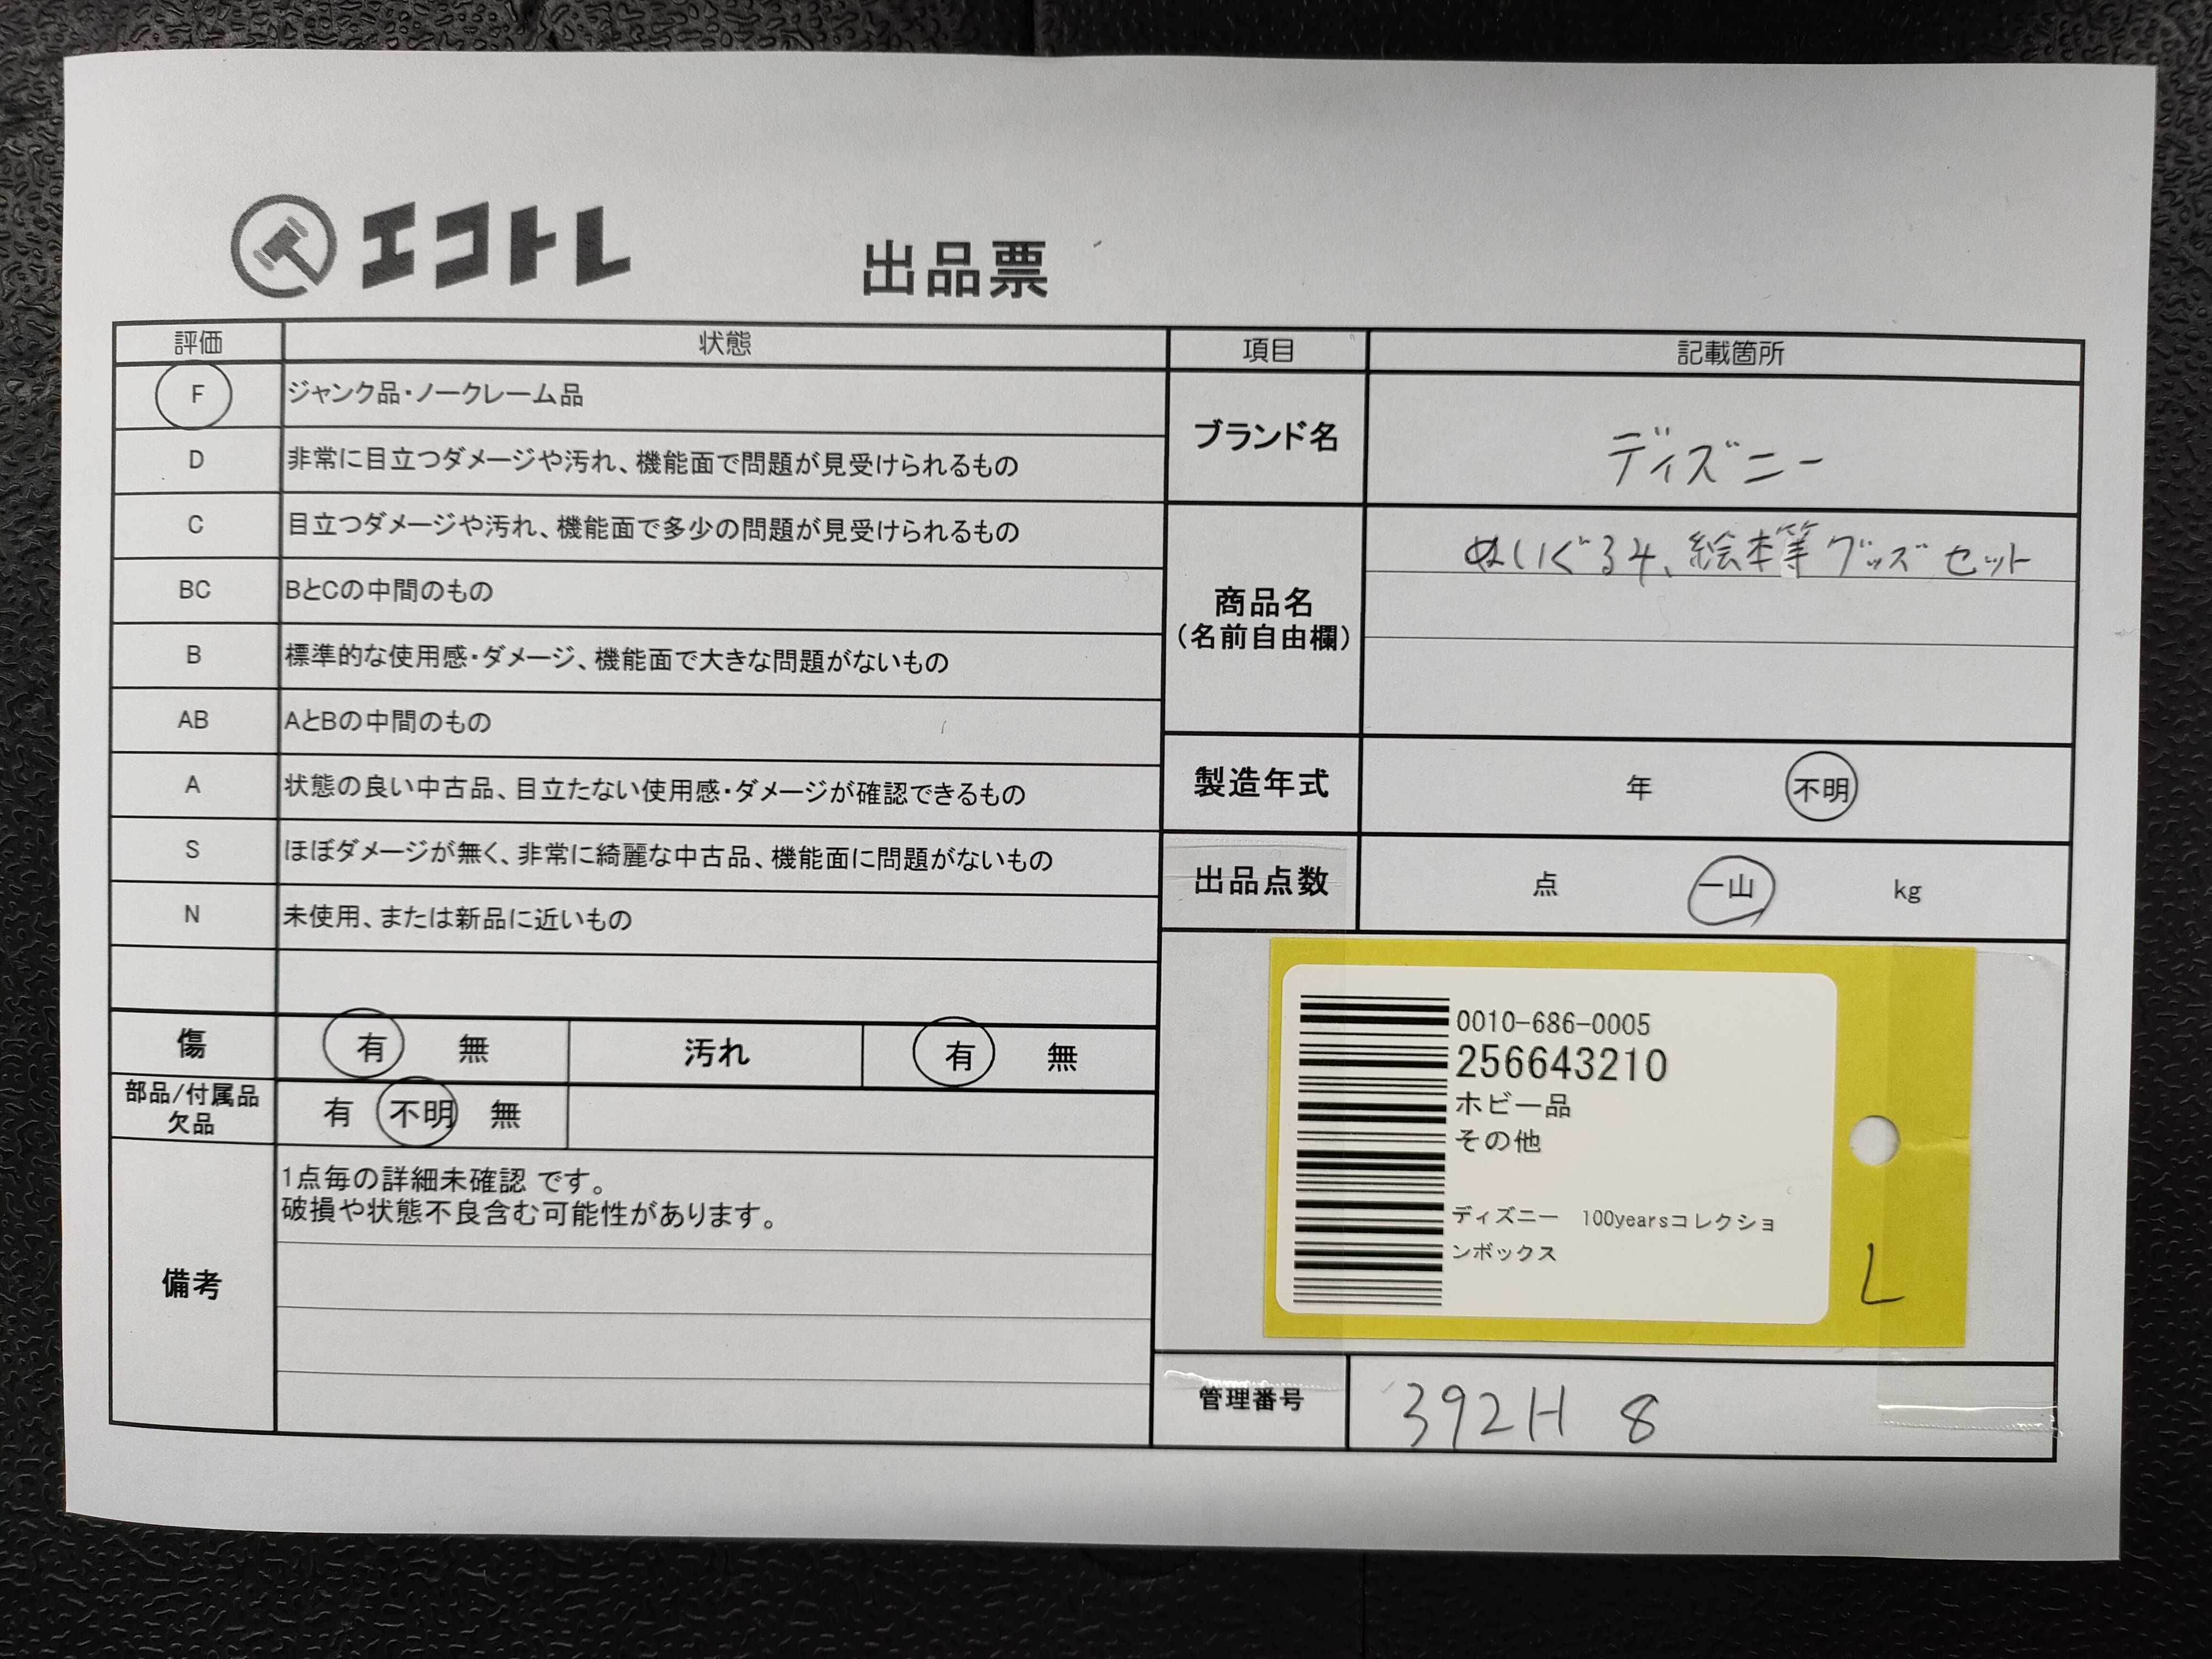 エコトレ
出品票
評価 状態
F ジャンク品・ノークレーム品
D 非常に目立つダメージや汚れ、機能面で問題が見受けられるもの
C 目立つダメージや汚れ、機能面で多少の問題が見受けられるもの
BC BとCの中間のもの
B 標準的な使用感・ダメージ、機能面で大きな問題がないもの
AB AとBの中間のもの
A 状態の良い中古品、目立たない使用感・ダメージが確認できるもの
S ほぼダメージが無く、非常に綺麗な中古品、機能面に問題がないもの
N 未使用、または新品に近いもの
傷 有 無 汚れ 有 無
部品/付属品
欠品 有 不明 無
備考
1点毎の詳細未確認 です。
破損や状態不良含む可能性があります。
項目 記載箇所
ブランド名 ディズニー
商品名
(名前自由欄)
ぬいぐるみ、絵本等グッズセット
製造年式 年 不明
出品点数 点 一山 kg
0010-686-0005
256643210
ホビー品
その他
ディズニー 100yearsコレクショ
ンボックス
L
管理番号 392H 8